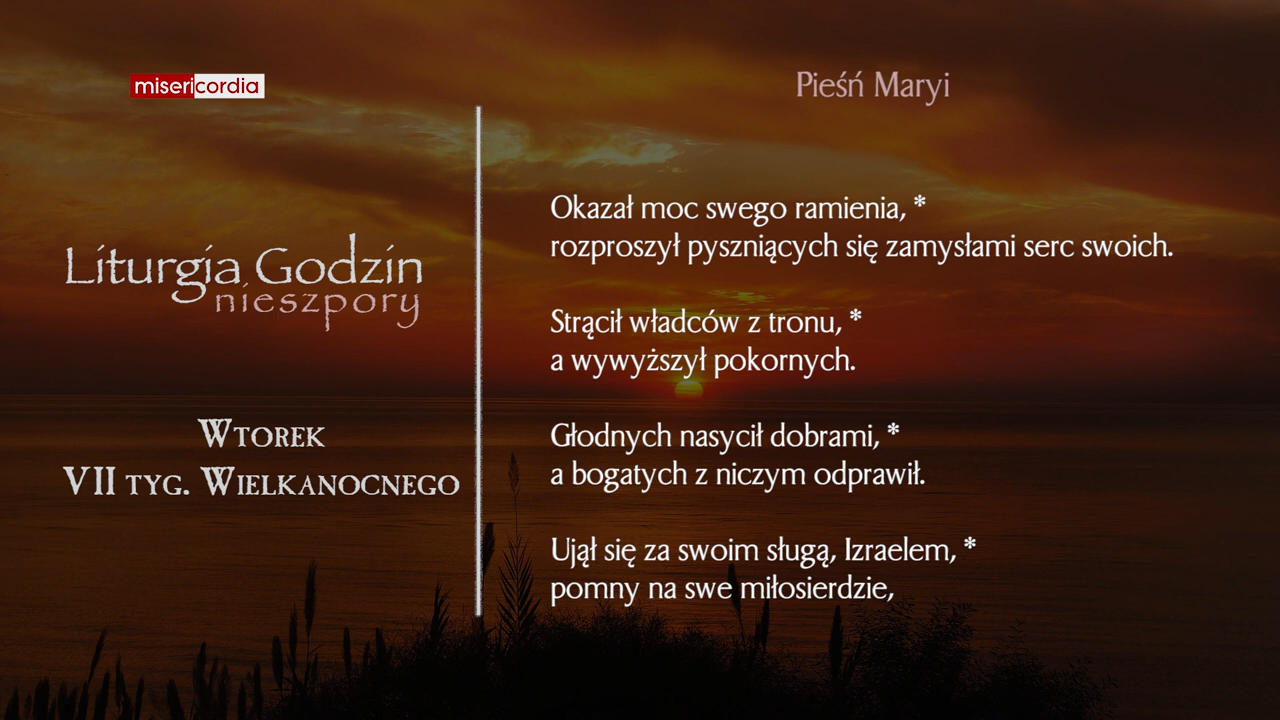 misericordia
Liturgia Godzin
nieszpory
Wtorek
VII tyg. Wielkanocnego
Pieśń Maryi
Okazał moc swego ramienia, *
rozproszył pyszniących się zamysłami serc swoich.
Strącił władców z tronu, *
a wywyższył pokornych.
Głodnych nasycił dobrami, *
a bogatych z niczym odprawił.
Ujął się za swoim sługą, Izraelem, *
pomny na swe miłosierdzie,